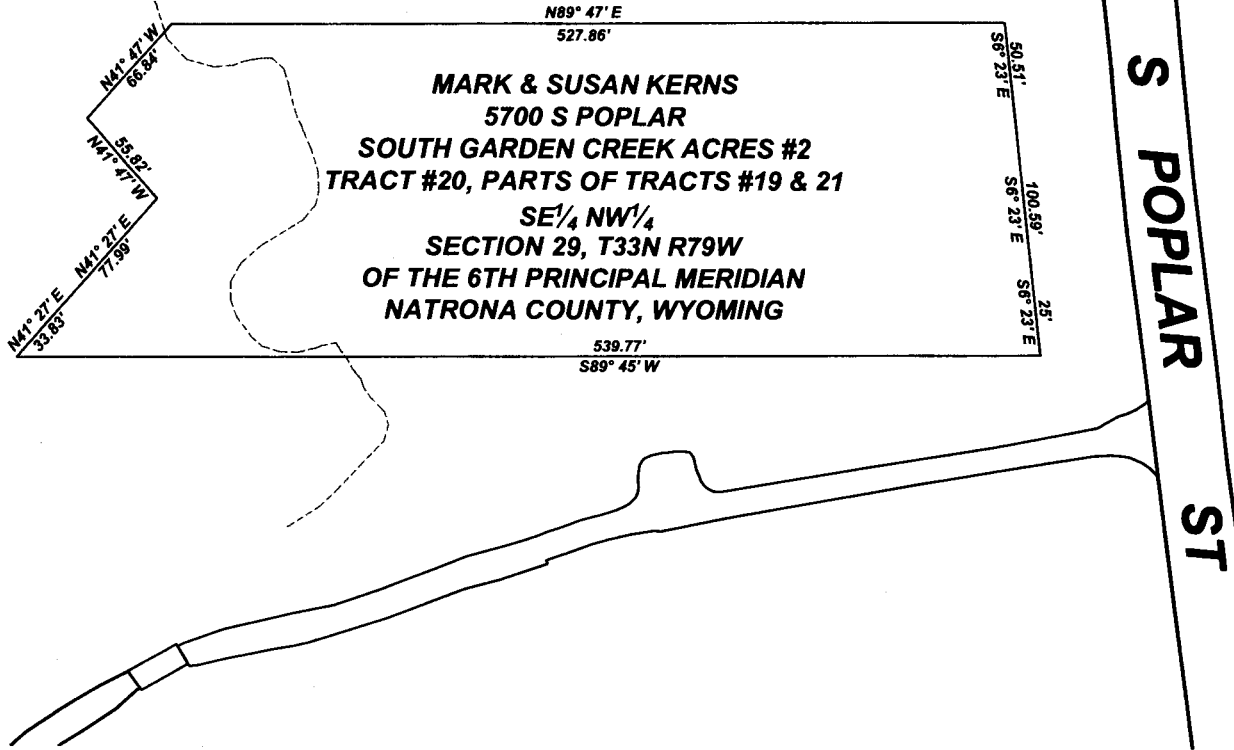 N89° 47' E
527.86'
N41° 47' W
66.84'
55.82'
N41° 47' W
N41° 27' E
77.99'
N41° 27' E
33.83'
MARK & SUSAN KERNS
5700 S POPLAR
SOUTH GARDEN CREEK ACRES #2
TRACT #20, PARTS OF TRACTS #19 & 21
SE1/4 NW1/4
SECTION 29, T33N R79W
OF THE 6TH PRINCIPAL MERIDIAN
NATRONA COUNTY, WYOMING
50.51'
S6° 23' E
100.59'
S6° 23' E
25'
S6° 23' E
539.77'
S89° 45' W
S POPLAR ST